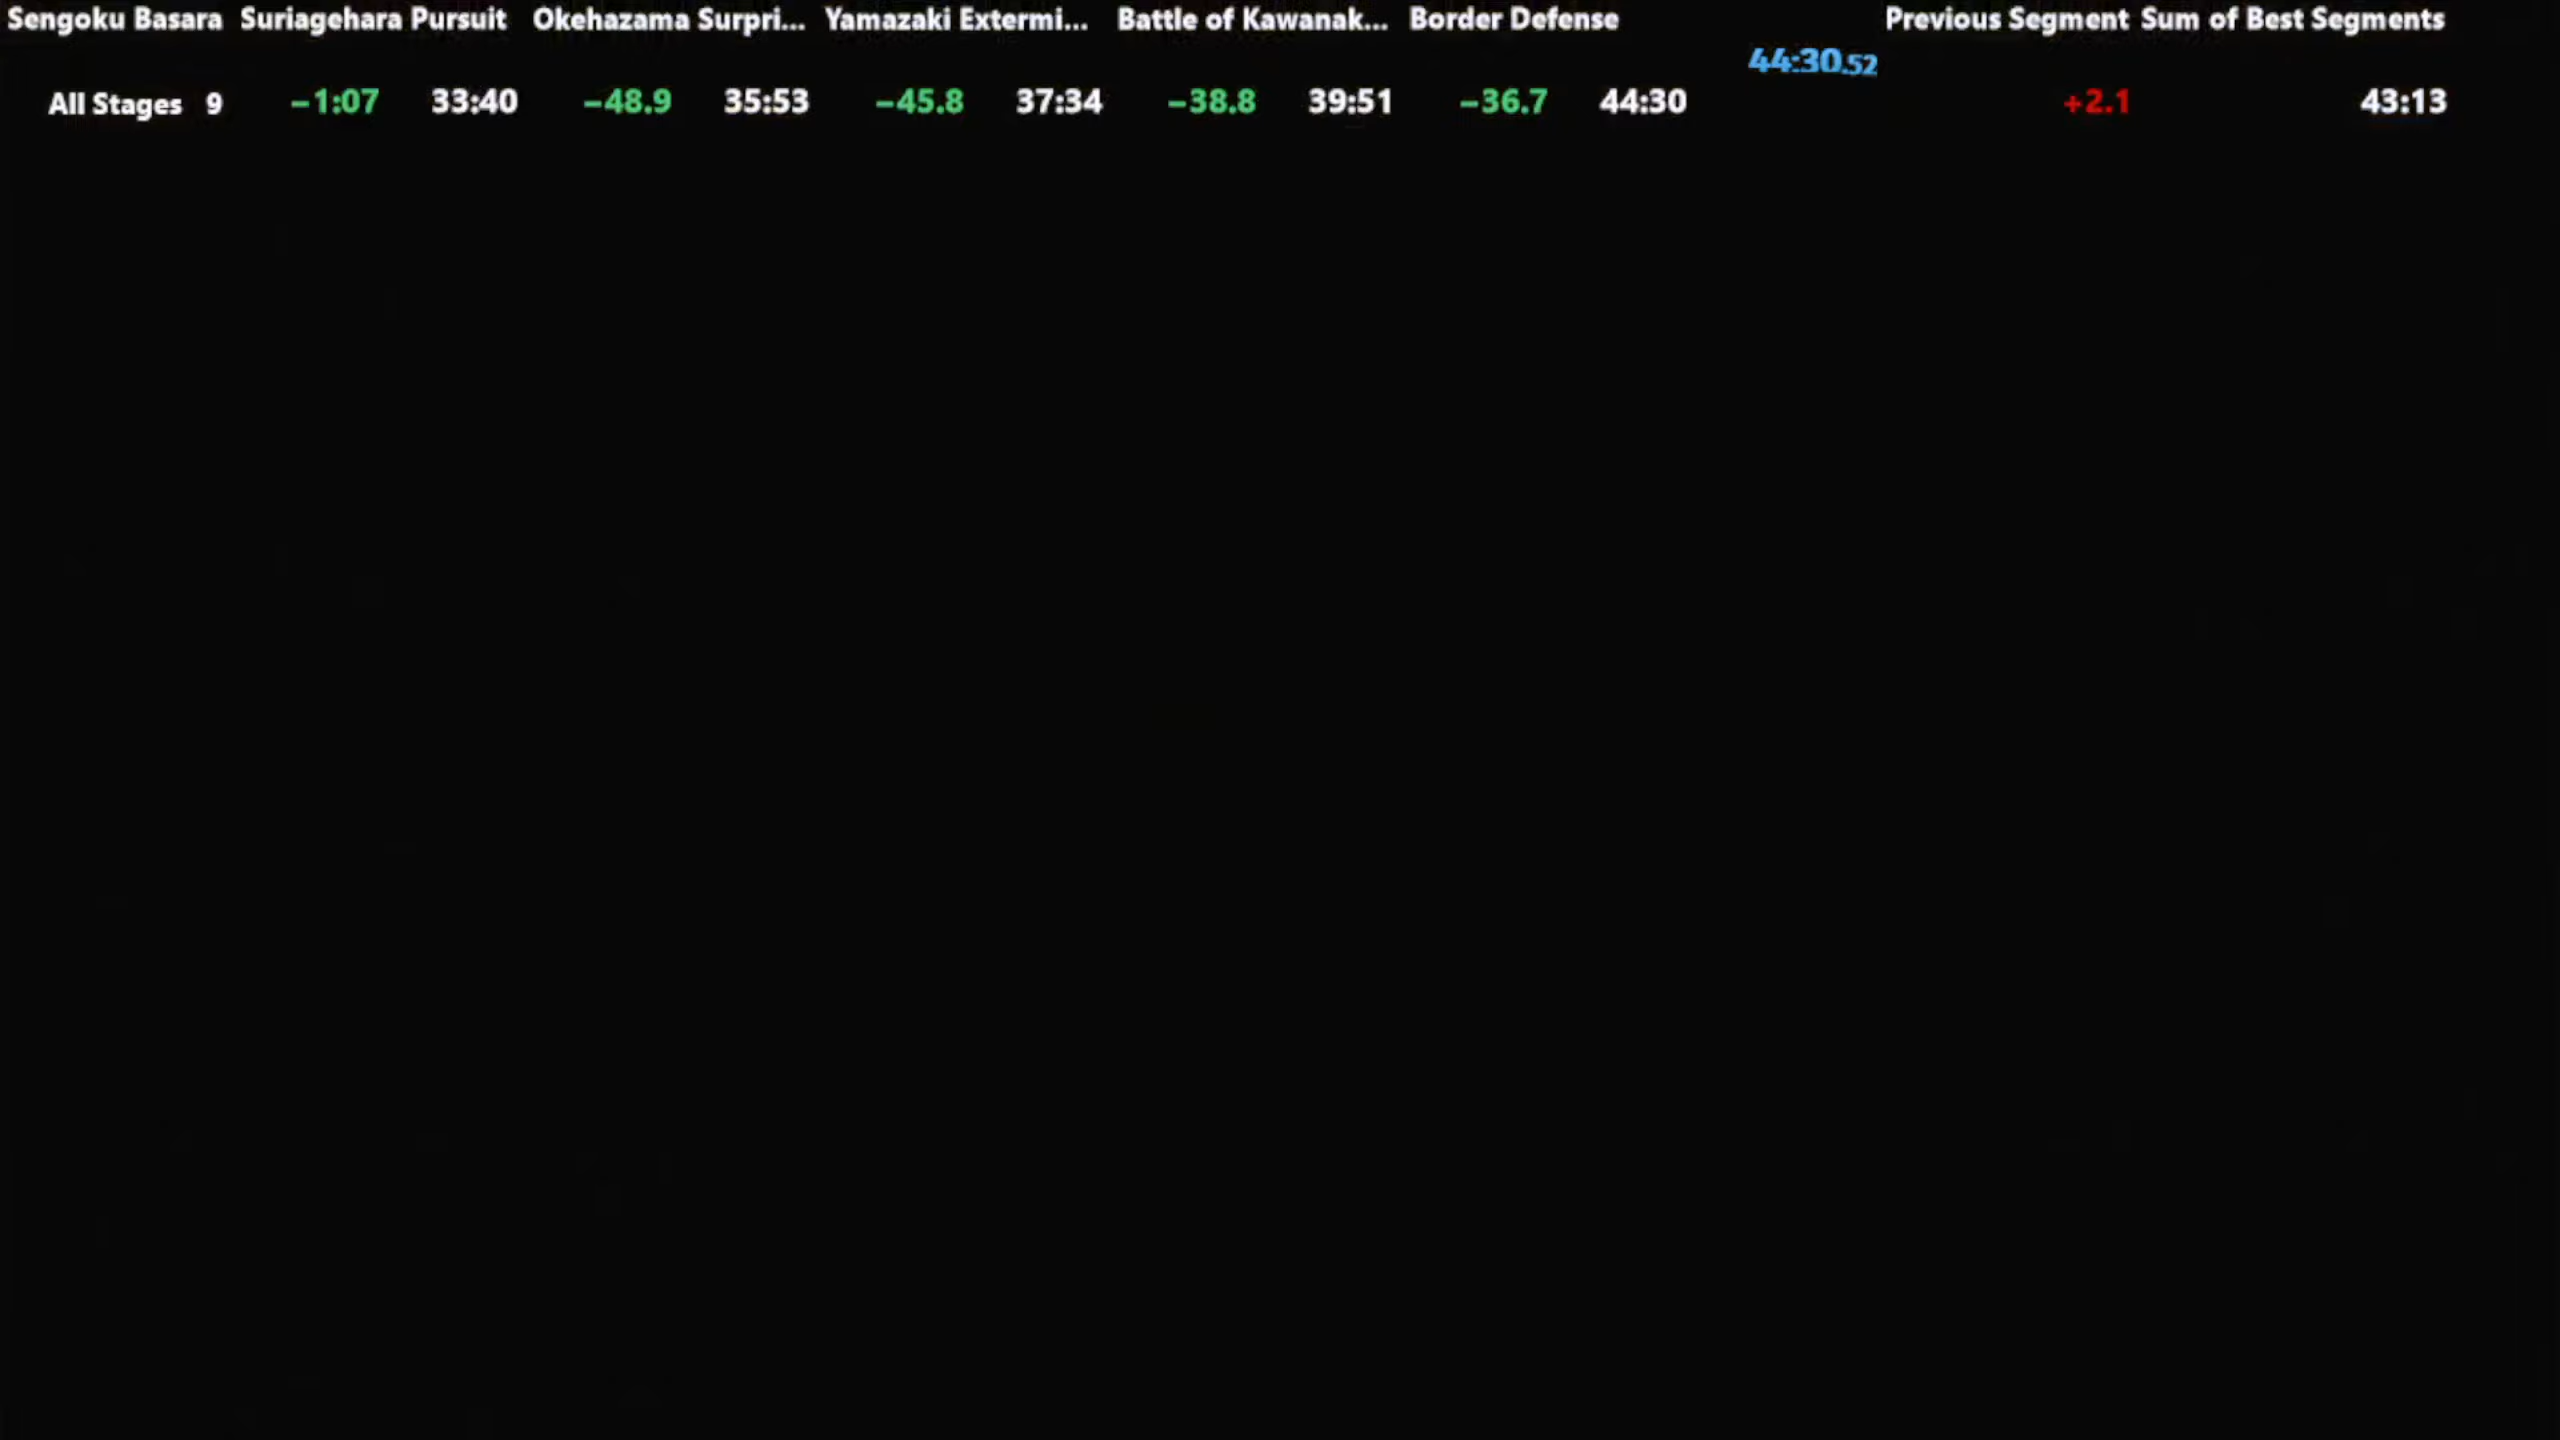 Sengoku Basara Suriagehara Pursuit Okehazama Surpri... Yamazaki Extermi... Battle of Kawanak... Border Defense Previous Segment Sum of Best Segments
44:30.52
All Stages 9 −1:07 33:40 −48.9 35:53 −45.8 37:34 −38.8 39:51 −36.7 44:30 +2.1 43:13